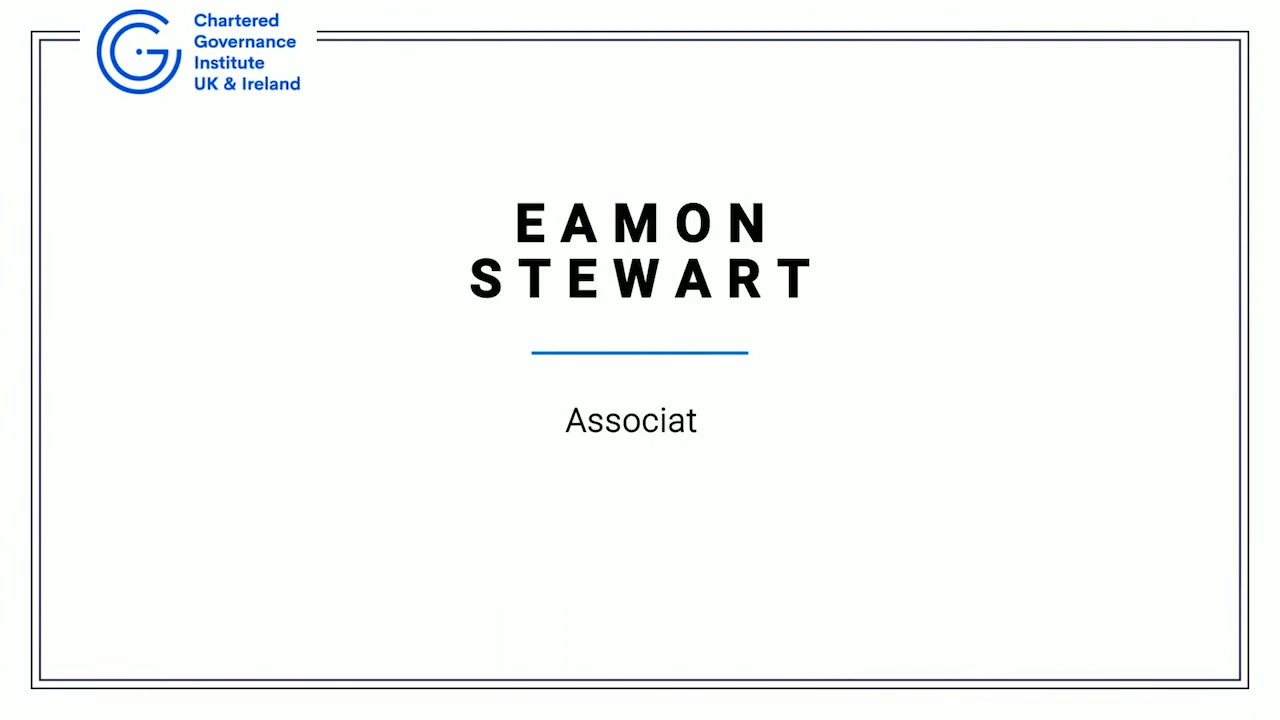 Chartered
Governance
Institute
UK & Ireland
EAMON
STEWART
Associat